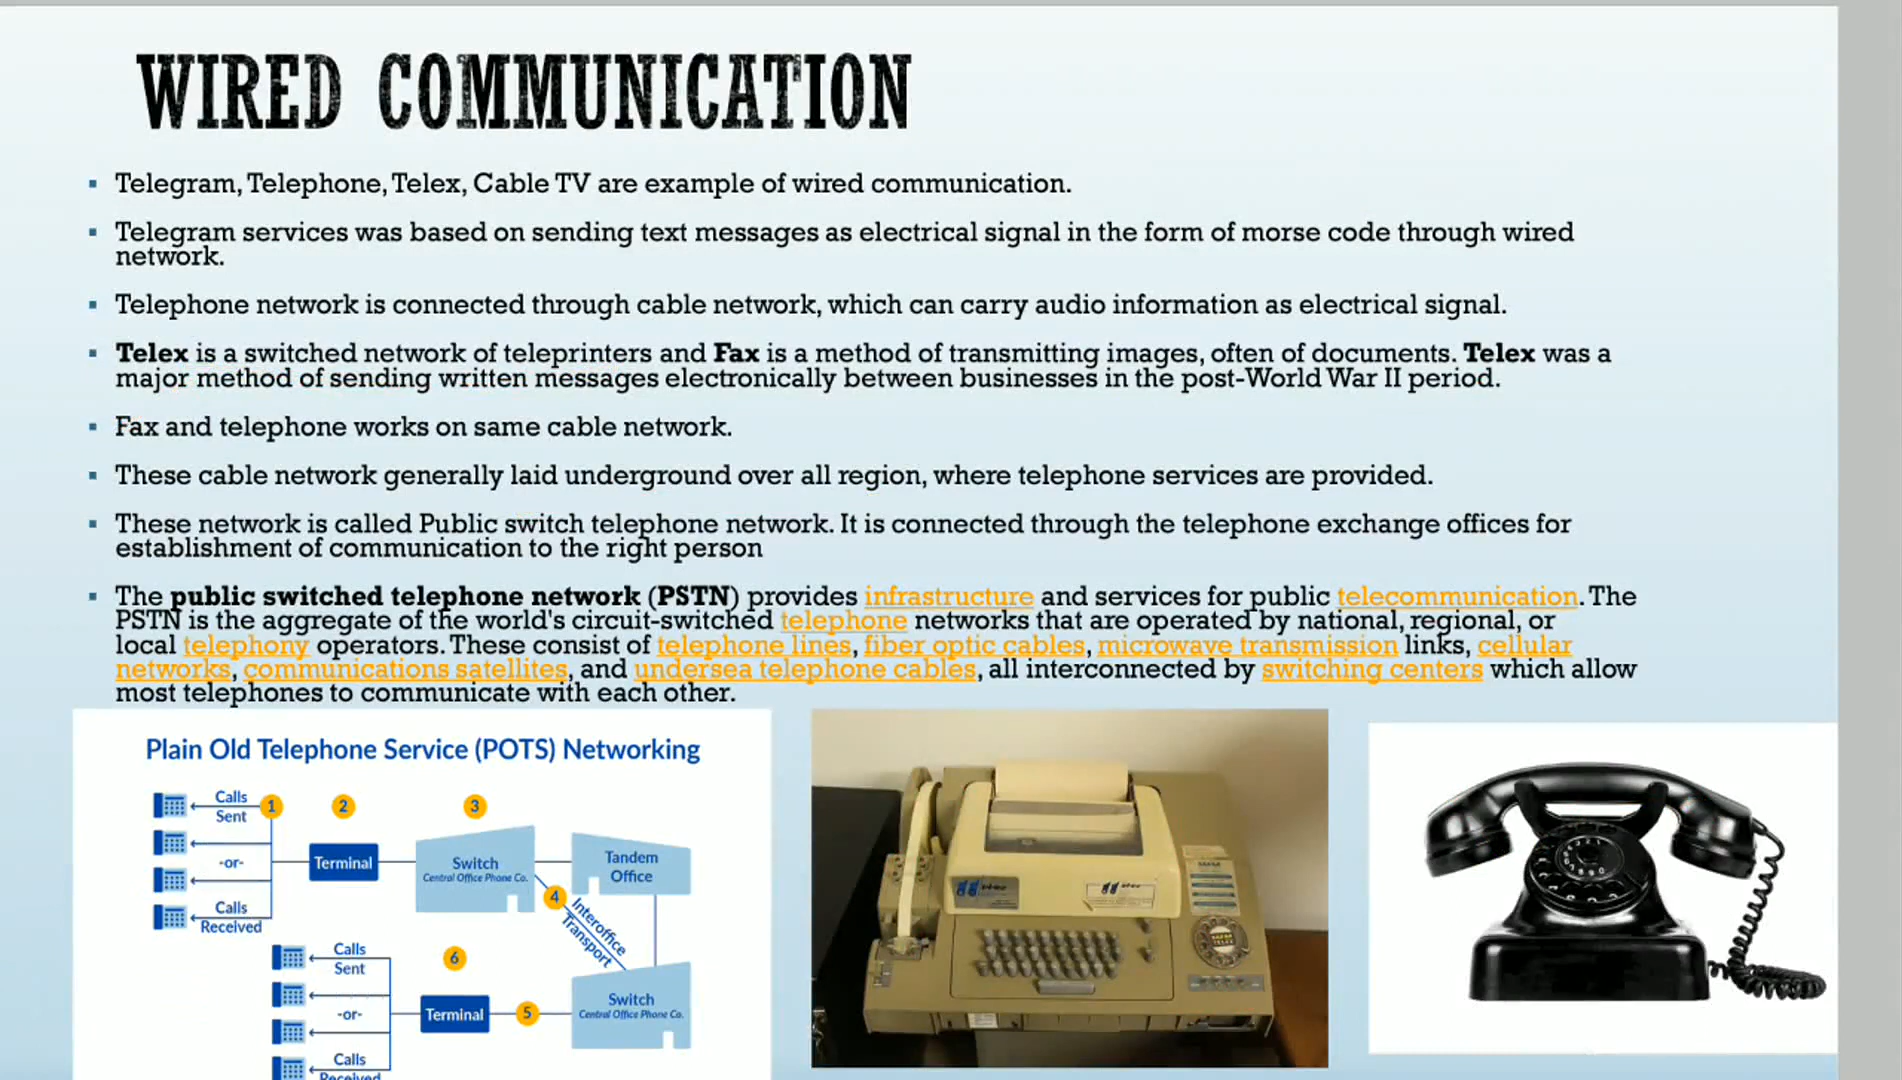 WIRED COMMUNICATION
Telegram, Telephone, Telex, Cable TV are example of wired communication.
Telegram services was based on sending text messages as electrical signal in the form of morse code through wired
network.
Telephone network is connected through cable network, which can carry audio information as electrical signal.
Telex is a switched network of teleprinters and Fax is a method of transmitting images, often of documents. Telex was a
major method of sending written messages electronically between businesses in the post-World War II period.
Fax and telephone works on same cable network.
These cable network generally laid underground over all region, where telephone services are provided.
These network is called Public switch telephone network. It is connected through the telephone exchange offices for
establishment of communication to the right person
The public switched telephone network (PSTN) provides infrastructure and services for public telecommunication. The
PSTN is the aggregate of the world's circuit-switched telephone networks that are operated by national, regional, or
local telephony operators. These consist of telephone lines, fiber optic cables, microwave transmission links, cellular
networks, communications satellites, and undersea telephone cables, all interconnected by switching centers which allow
most telephones to communicate with each other.
Plain Old Telephone Service (POTS) Networking
Calls
Sent
1
2
3
-or-
Terminal
Switch
Central Office Phone Co.
Tandem
Office
Calls
Received
4
Interoffice
Transport
Calls
Sent
6
-or-
Terminal
5
Switch
Central Office Phone Co.
Calls
Received